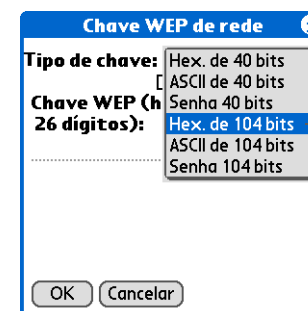 Chave WEP de rede
Tipo de chave: Hex. de 40 bits
[ ASCII de 40 bits
Chave WEP (h Senha 40 bits
26 dígitos): Hex. de 104 bits
ASCII de 104 bits
Senha 104 bits
OK Cancelar